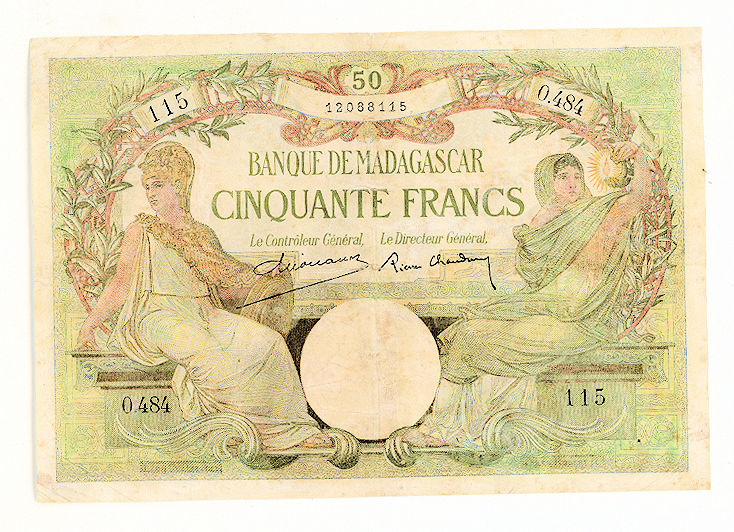 50
115
12088115
0.484
BANQUE DE MADAGASCAR
CINQUANTE FRANCS
Le Contrôleur Général, Le Directeur Général,
0.484
115